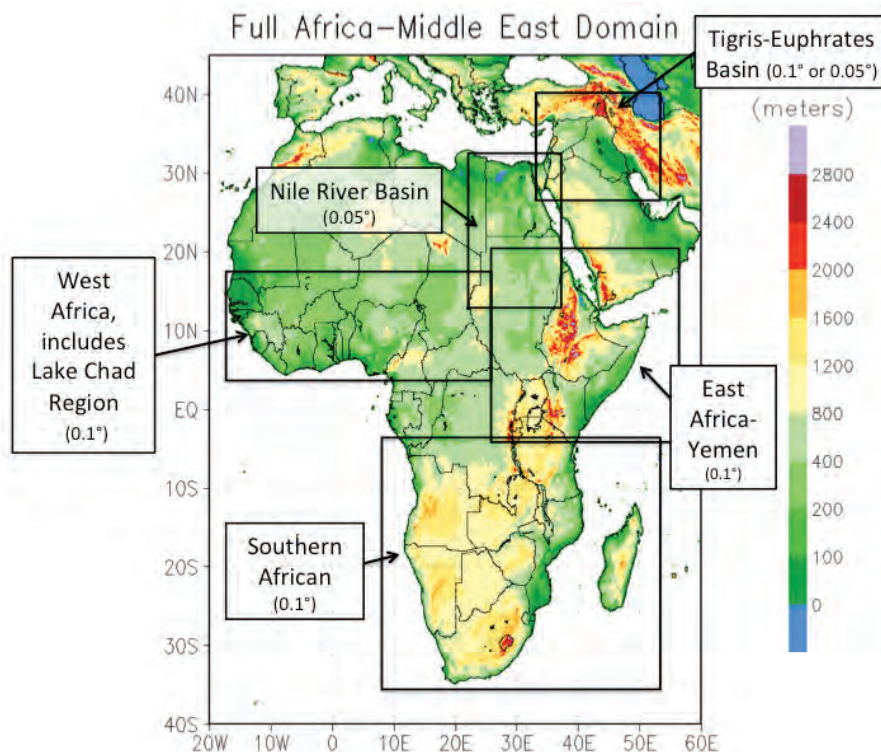 Full Africa–Middle East Domain
Tigris-Euphrates
Basin (0.1° or 0.05°)
(meters)
Nile River Basin
(0.05°)
West
Africa,
includes
Lake Chad
Region
(0.1°)
East
Africa-
Yemen
(0.1°)
Southern
African
(0.1°)
40N
30N
20N
10N
EQ
10S
20S
30S
40S
20W 10W 0 10E 20E 30E 40E 50E 60E
2800
2400
2000
1600
1200
800
400
200
100
0